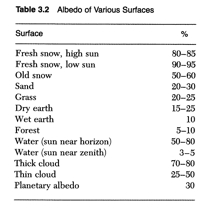 Table 3.2 Albedo of Various Surfaces
Surface %
Fresh snow, high sun 80–85
Fresh snow, low sun 90–95
Old snow 50–60
Sand 20–30
Grass 20–25
Dry earth 15–25
Wet earth 10
Forest 5–10
Water (sun near horizon) 50–80
Water (sun near zenith) 3–5
Thick cloud 70–80
Thin cloud 25–50
Planetary albedo 30